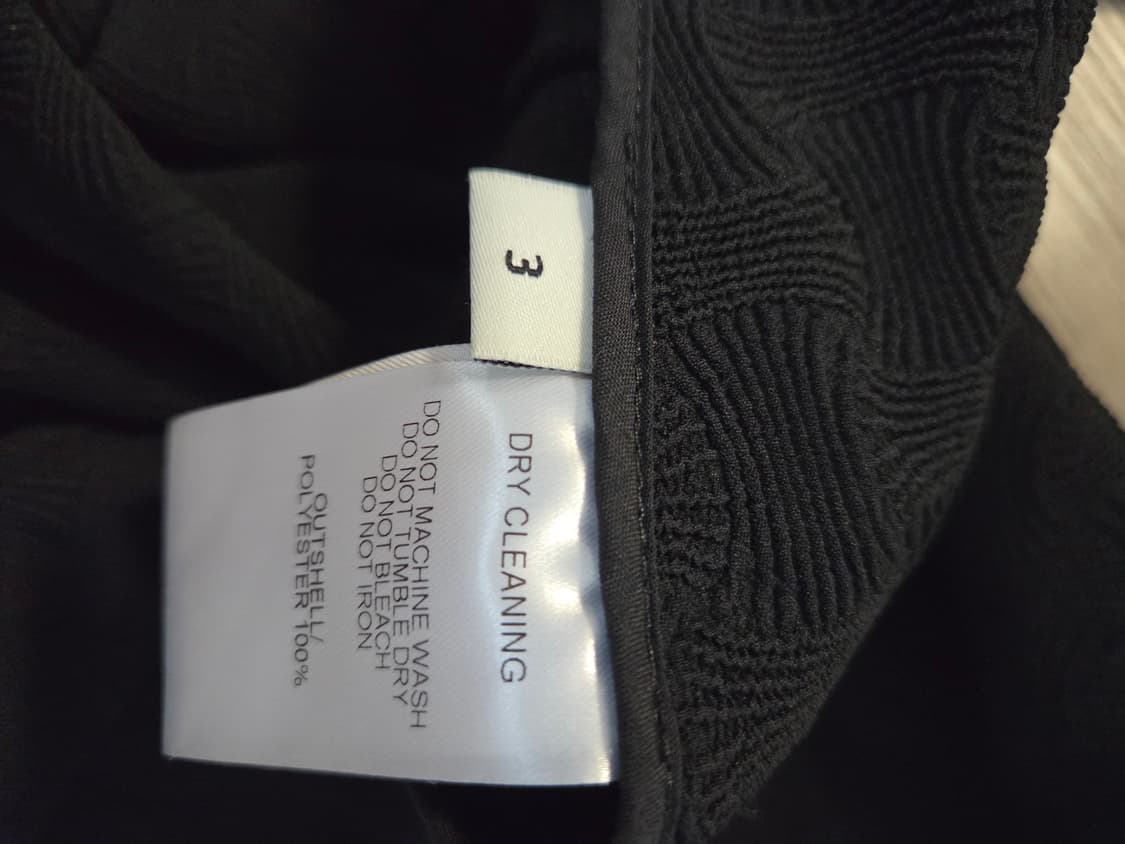 3
DRY CLEANING
DO NOT MACHINE WASH
DO NOT TUMBLE DRY
DO NOT BLEACH
DO NOT IRON
OUTSHELL/
POLYESTER 100%